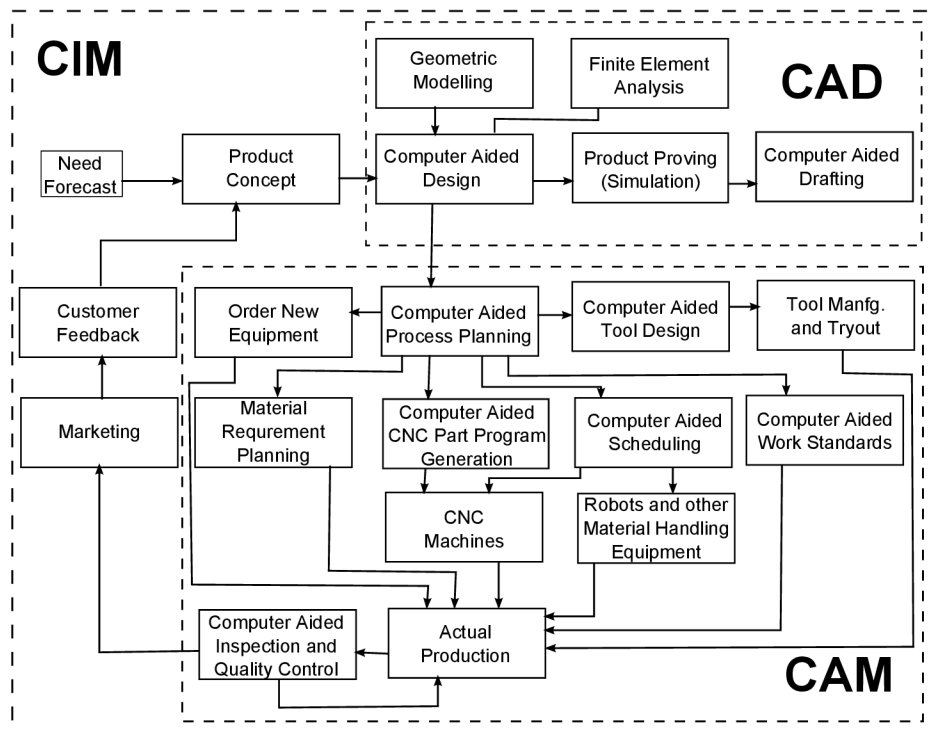 CIM
CAD
Geometric
Modelling
Finite Element
Analysis
Need
Forecast
Product
Concept
Computer Aided
Design
Product Proving
(Simulation)
Computer Aided
Drafting
Customer
Feedback
Order New
Equipment
Computer Aided
Process Planning
Computer Aided
Tool Design
Tool Manfg.
and Tryout
Marketing
Material
Requrement
Planning
Computer Aided
CNC Part Program
Generation
Computer Aided
Scheduling
Computer Aided
Work Standards
CNC
Machines
Robots and other
Material Handling
Equipment
Computer Aided
Inspection and
Quality Control
Actual
Production
CAM